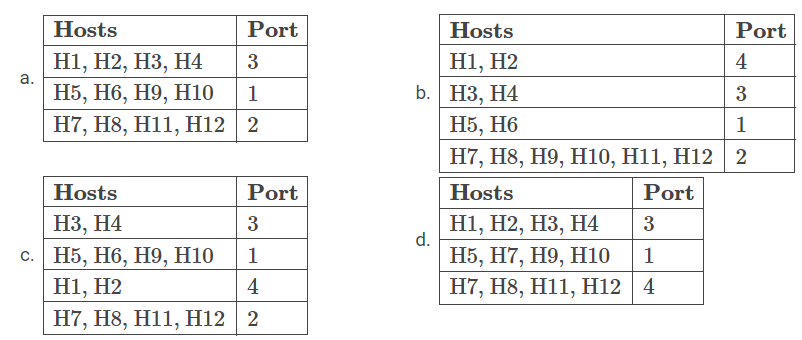 a.
Hosts Port
H1, H2, H3, H4 3
H5, H6, H9, H10 1
H7, H8, H11, H12 2
b.
Hosts Port
H1, H2 4
H3, H4 3
H5, H6 1
H7, H8, H9, H10, H11, H12 2
c.
Hosts Port
H3, H4 3
H5, H6, H9, H10 1
H1, H2 4
H7, H8, H11, H12 2
d.
Hosts Port
H1, H2, H3, H4 3
H5, H7, H9, H10 1
H7, H8, H11, H12 4